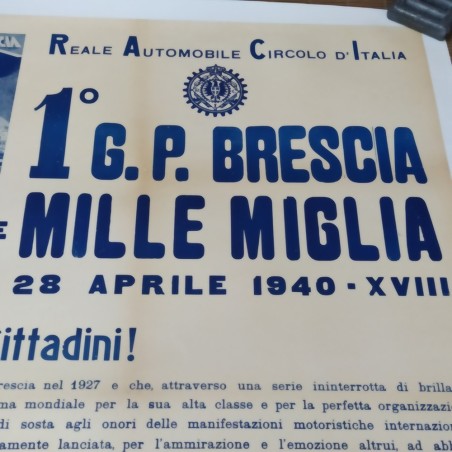 REALE AUTOMOBILE CIRCOLO D'ITALIA
1° G. P. BRESCIA
MILLE MIGLIA
28 APRILE 1940 - XVIII
ittadini!
rescia nel 1927 e che, attraverso una serie ininterrotta di brilla
ma mondiale per la sua alta classe e per la perfetta organizzazi
di sosta agli onori delle manifestazioni motoristiche internazion
amente lanciata, per l'ammirazione e l'emozione altrui, ad abb